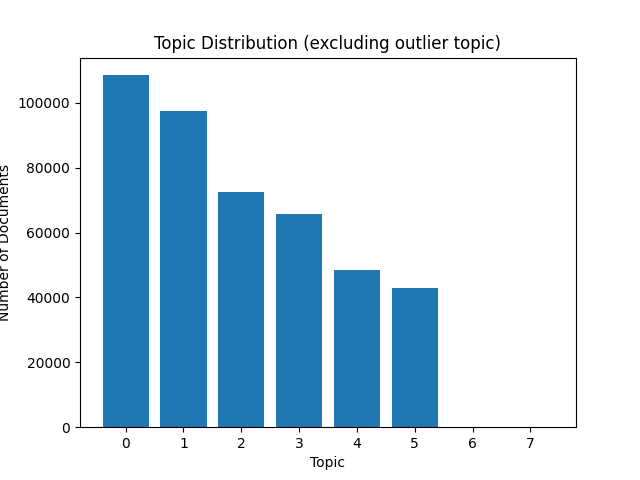 Topic Distribution (excluding outlier topic)
100000
80000
60000
40000
20000
0
Number of Documents
0 1 2 3 4 5 6 7
Topic